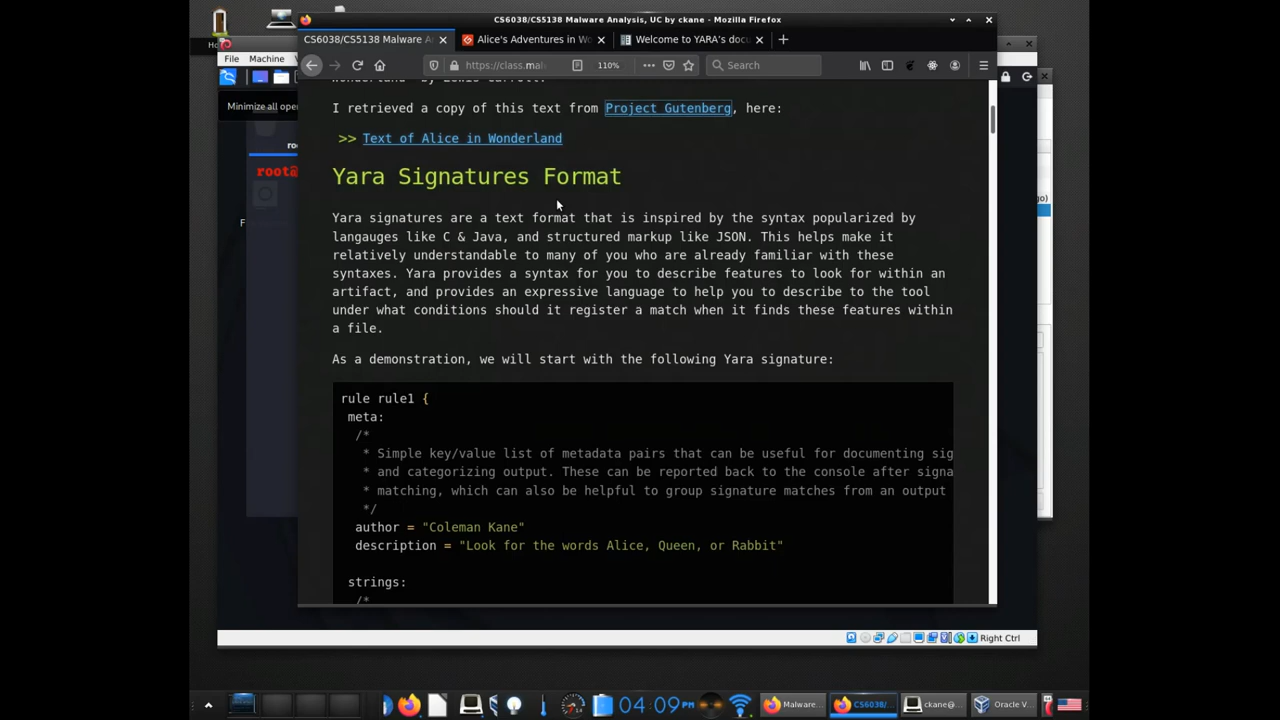 CS6038/CS5138 Malware Analysis, UC by ckane - Mozilla Firefox
CS6038/CS5138 Malware A
Alice's Adventures in Wo
Welcome to YARA's docu
File Machine
https://class.mal
110%
Search
Minimize all open
I retrieved a copy of this text from Project Gutenberg, here:
>> Text of Alice in Wonderland
Yara Signatures Format
Yara signatures are a text format that is inspired by the syntax popularized by
langauges like C & Java, and structured markup like JSON. This helps make it
relatively understandable to many of you who are already familiar with these
syntaxes. Yara provides a syntax for you to describe features to look for within an
artifact, and provides an expressive language to help you to describe to the tool
under what conditions should it register a match when it finds these features within
a file.
As a demonstration, we will start with the following Yara signature:
rule rule1 {
meta:
/*
* Simple key/value list of metadata pairs that can be useful for documenting sig
* and categorizing output. These can be reported back to the console after signa
* matching, which can also be helpful to group signature matches from an output
*/
author = "Coleman Kane"
description = "Look for the words Alice, Queen, or Rabbit"
strings:
/*
root@
Right Ctrl
04:09PM
Malware...
CS6038/...
ckane@...
Oracle V...